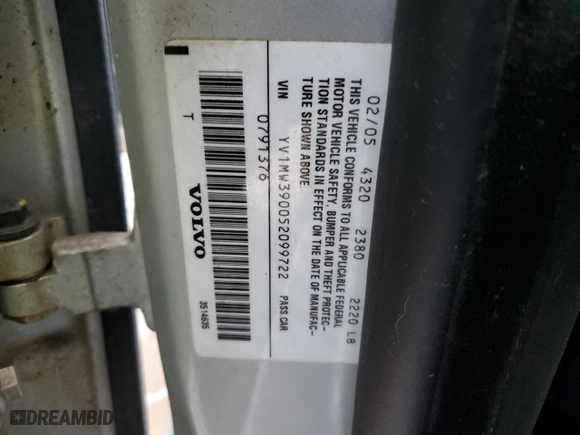 02/05 4320 2380 2220 LB
THIS VEHICLE CONFORMS TO ALL APPLICABLE FEDERAL
MOTOR VEHICLE SAFETY, BUMPER AND THEFT PROTEC-
TION STANDARDS IN EFFECT ON THE DATE OF MANUFAC-
TURE SHOWN ABOVE.
VIN YV1MW390052099722 PASS CAR
0791376
VOLVO
T 3514635
DREAMBID